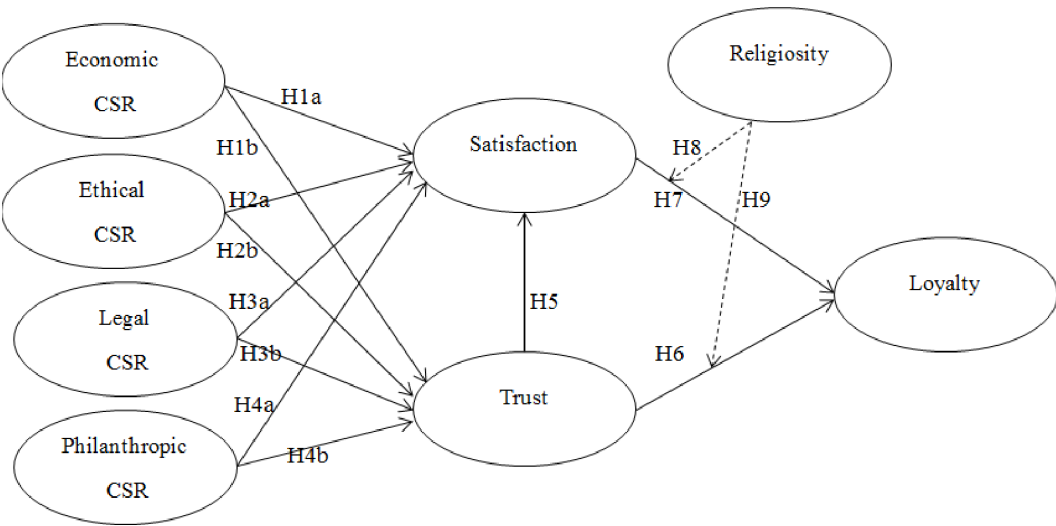 Economic
CSR
Religiosity
H1a
H1b
Satisfaction
H8
Ethical
CSR
H2a
H7
H9
H2b
Loyalty
H3a
H5
Legal
CSR
H3b
H6
Trust
H4a
Philanthropic
CSR
H4b